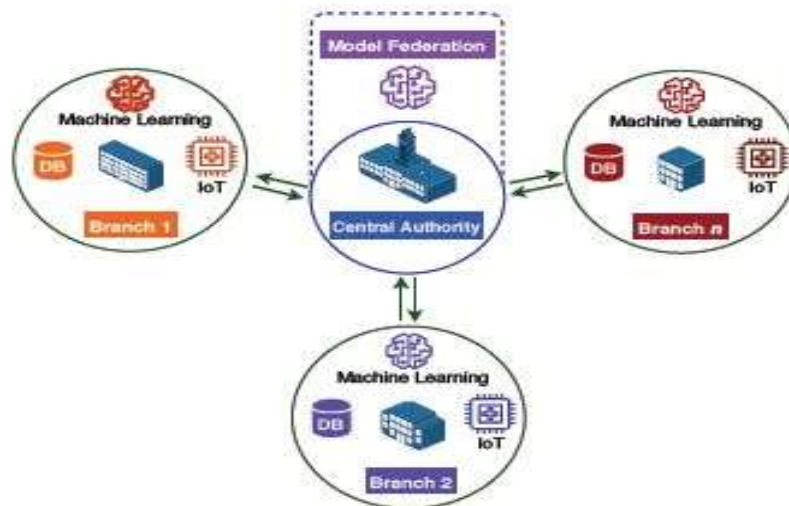 Model Federation
Central Authority
Machine Learning
DB
IoT
Branch 1
Machine Learning
DB
IoT
Branch n
Machine Learning
DB
IoT
Branch 2